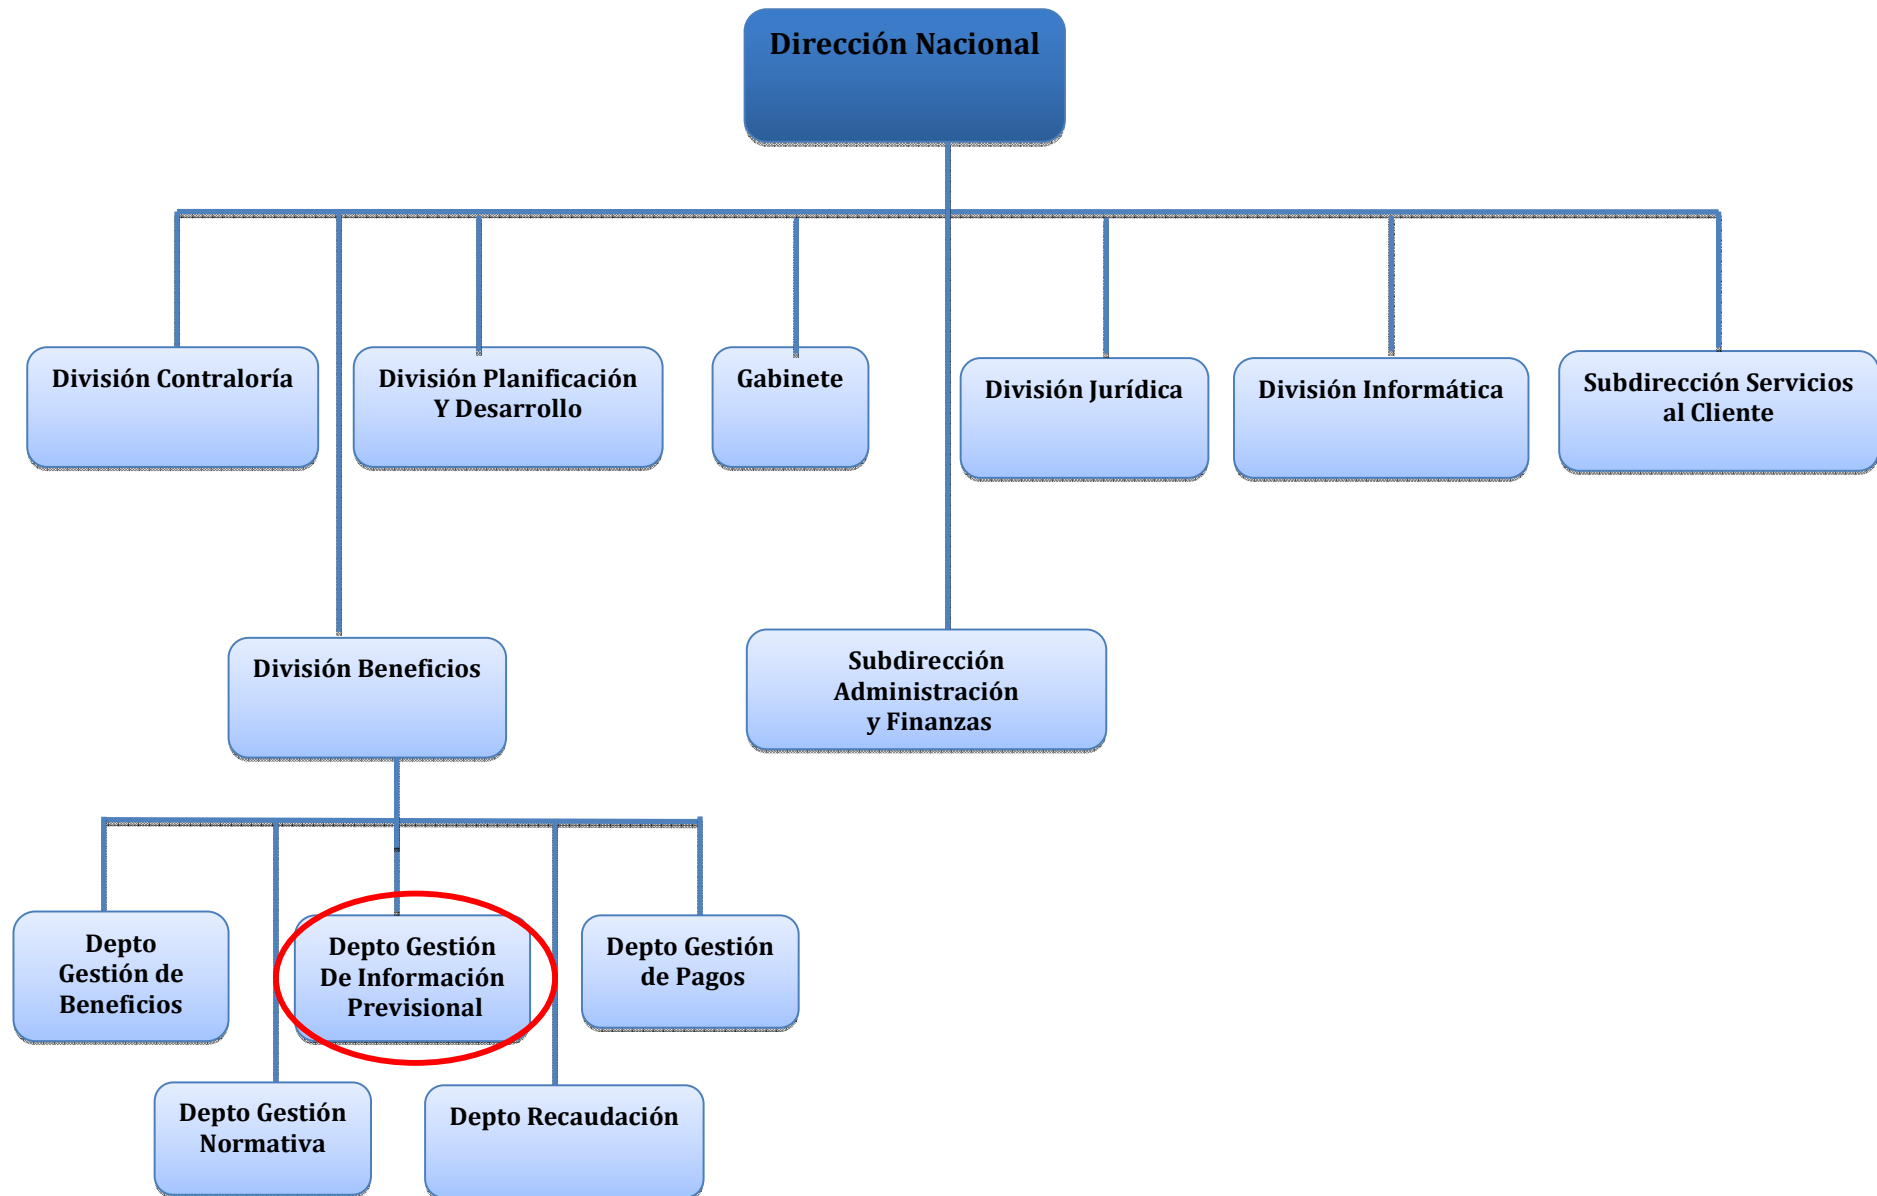 Dirección Nacional
División Contraloría
División Planificación
Y Desarrollo
Gabinete
División Jurídica
División Informática
Subdirección Servicios
al Cliente
División Beneficios
Subdirección
Administración
y Finanzas
Depto
Gestión de
Beneficios
Depto Gestión
De Información
Previsional
Depto Gestión
de Pagos
Depto Gestión
Normativa
Depto Recaudación